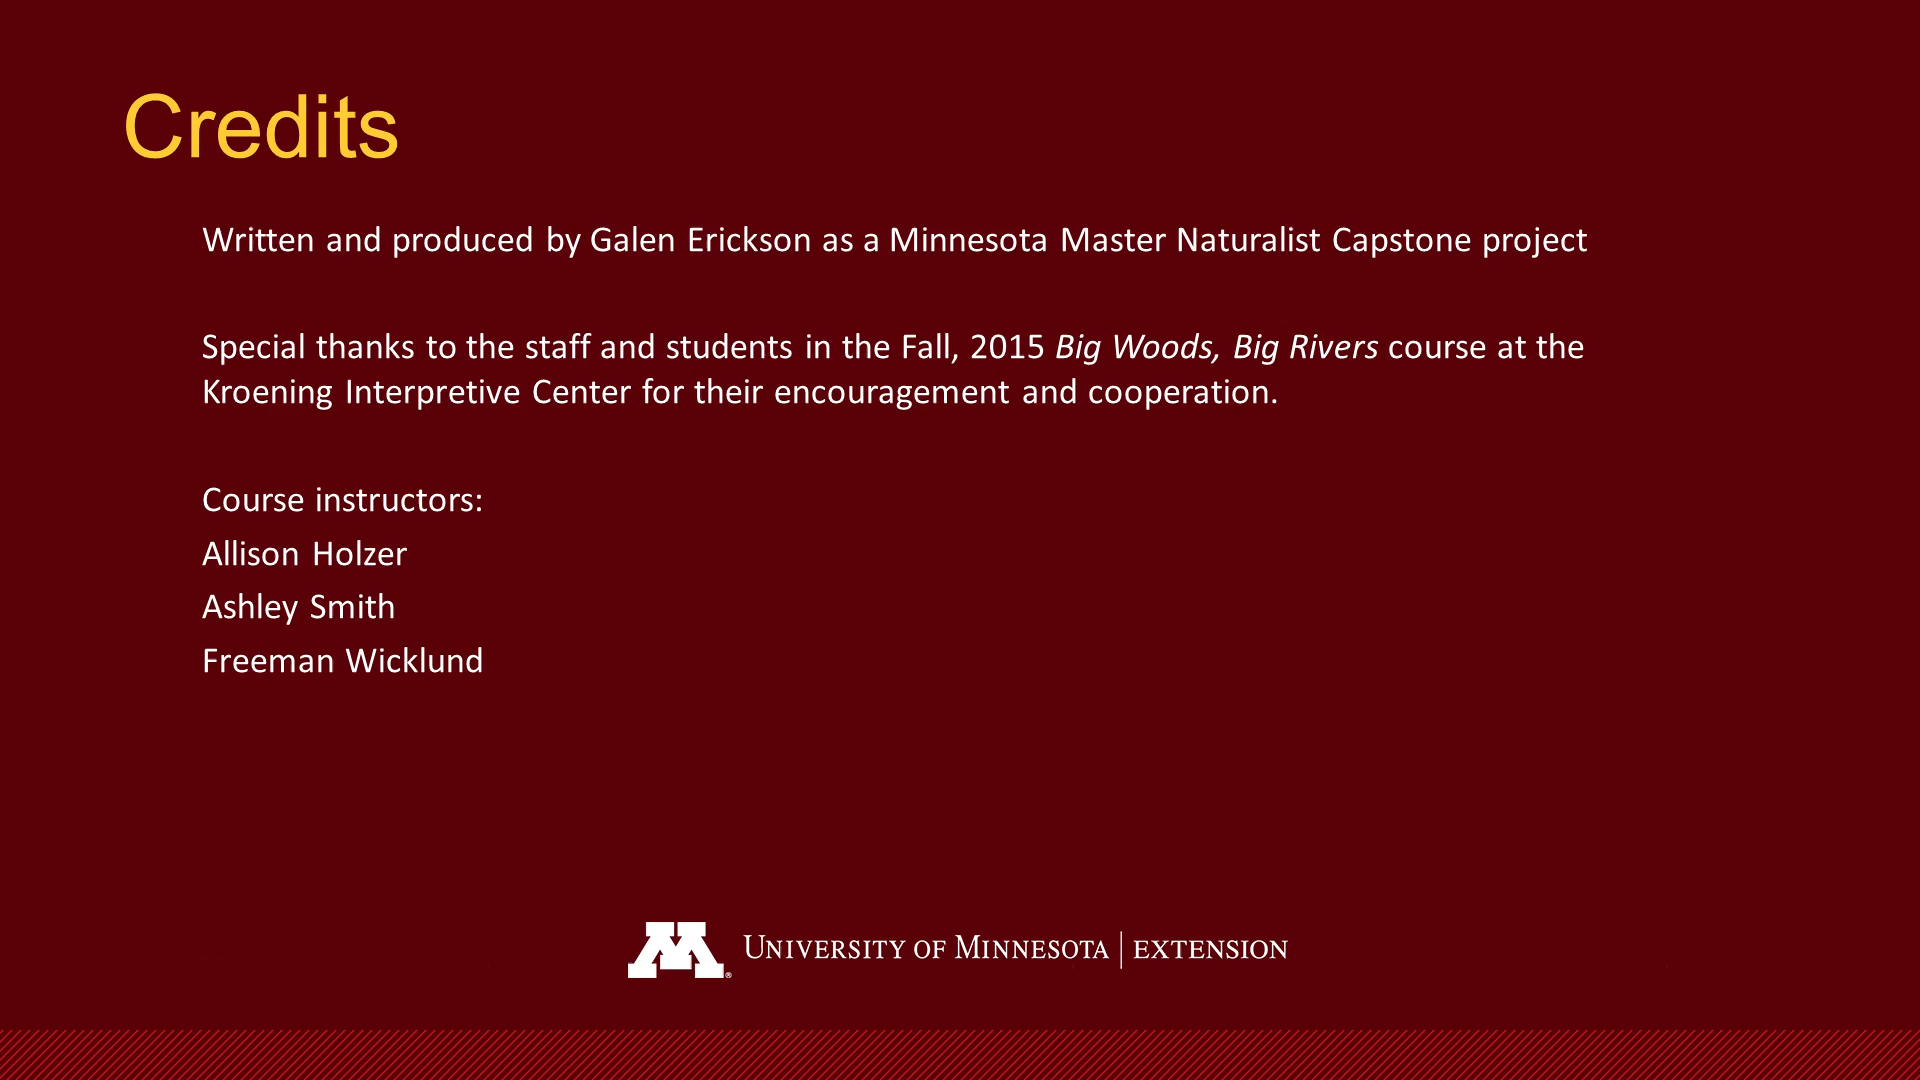 Credits
Written and produced by Galen Erickson as a Minnesota Master Naturalist Capstone project
Special thanks to the staff and students in the Fall, 2015 Big Woods, Big Rivers course at the
Kroening Interpretive Center for their encouragement and cooperation.
Course instructors:
Allison Holzer
Ashley Smith
Freeman Wicklund
M® UNIVERSITY OF MINNESOTA | EXTENSION